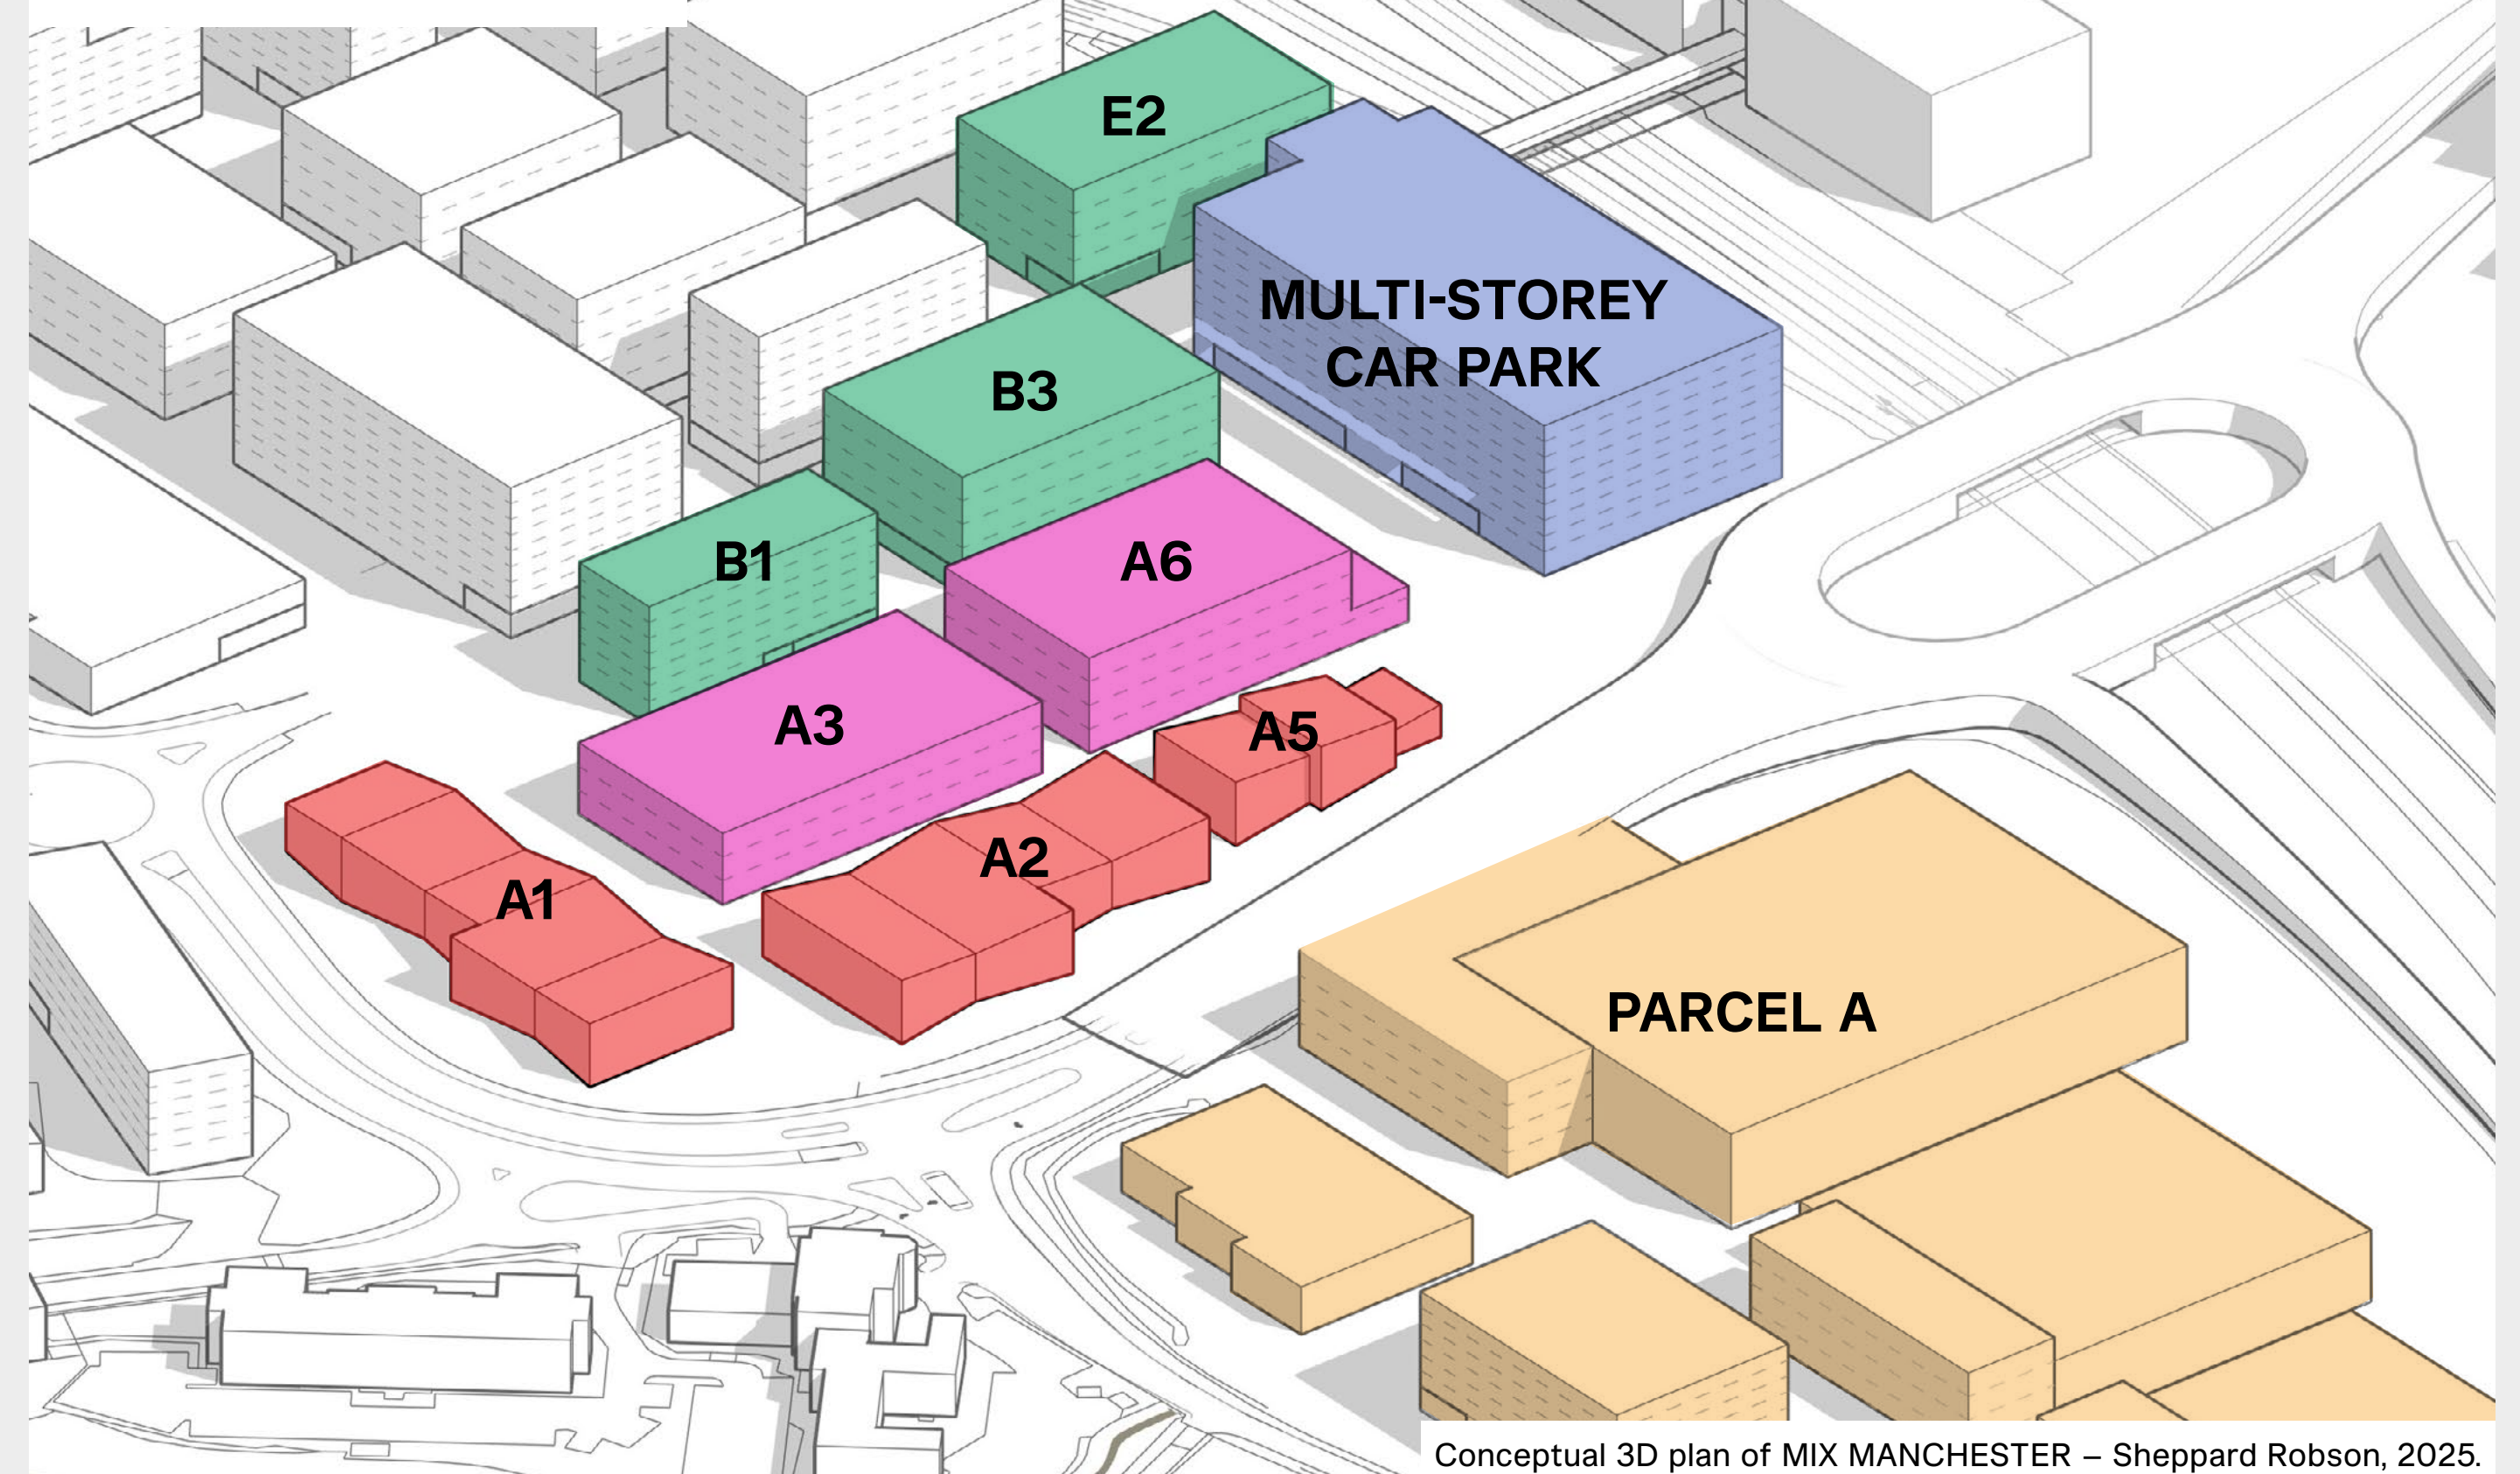 E2
MULTI-STOREY
CAR PARK
B3
B1
A6
A3
A5
A2
A1
PARCEL A
Conceptual 3D plan of MIX MANCHESTER – Sheppard Robson, 2025.